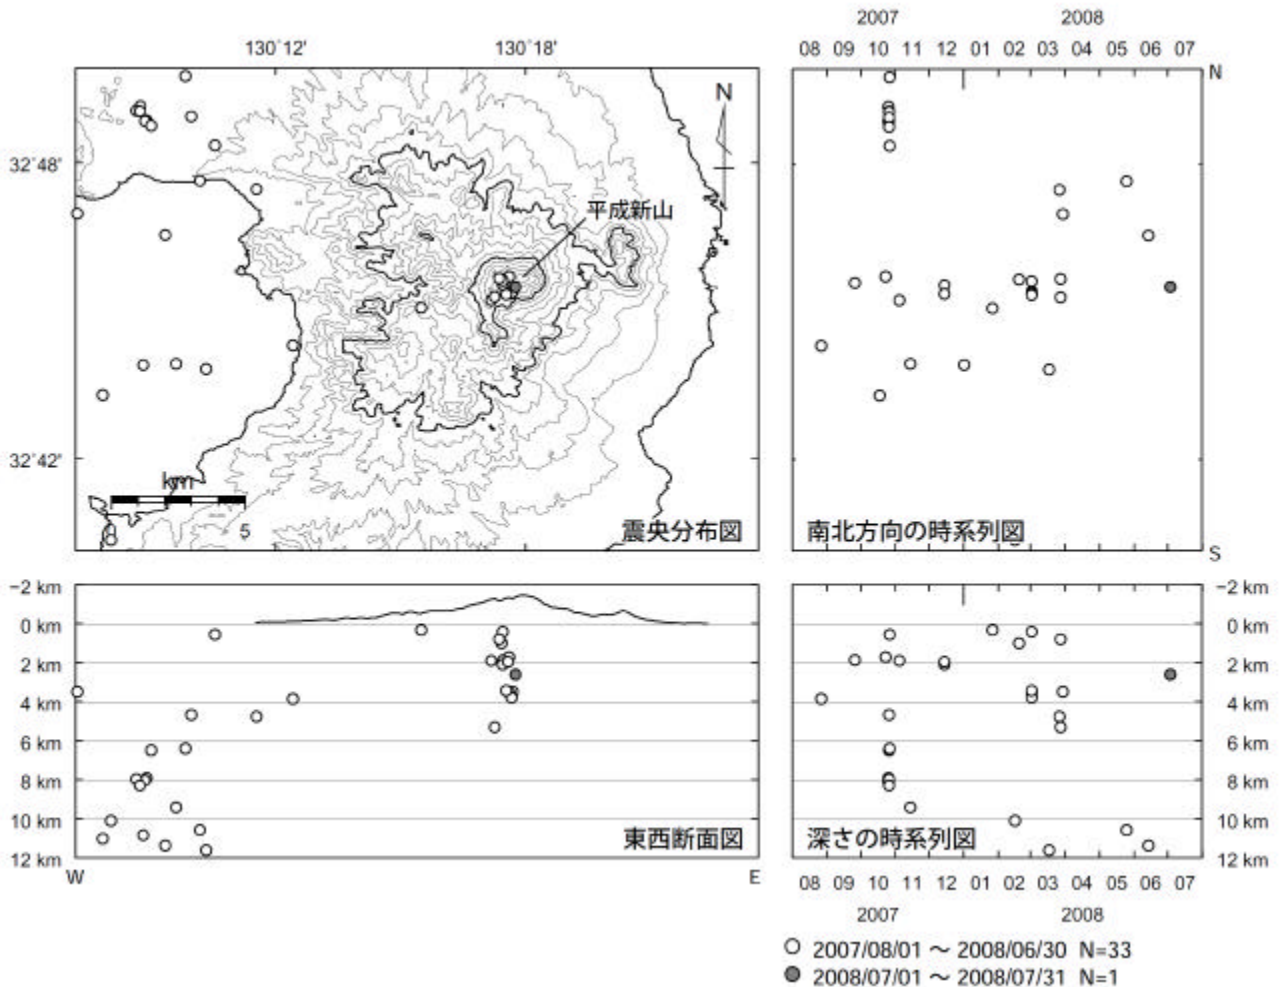 2007 2008
130°12' 130°18' 08 09 10 11 12 01 02 03 04 05 06 07
N
N
32°48'
平成新山
32°42'
km
5
震央分布図 南北方向の時系列図
S
−2 km −2 km
0 km 0 km
2 km 2 km
4 km 4 km
6 km 6 km
8 km 8 km
10 km 10 km
東西断面図 深さの時系列図
12 km 12 km
W E 08 09 10 11 12 01 02 03 04 05 06 07
2007 2008
2007/08/01 ～ 2008/06/30 N=33
2008/07/01 ～ 2008/07/31 N=1